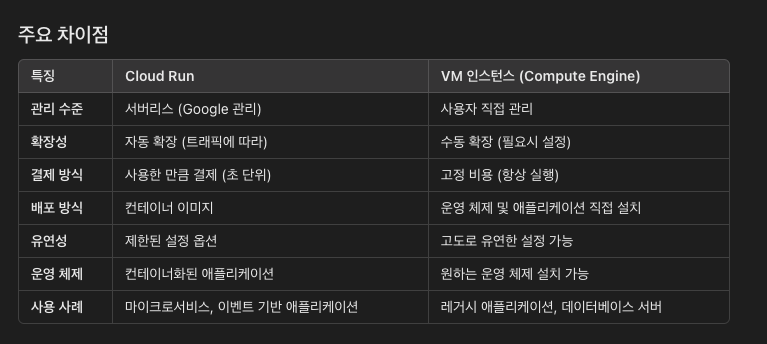 주요 차이점
특징 Cloud Run VM 인스턴스 (Compute Engine)
관리 수준 서버리스 (Google 관리) 사용자 직접 관리
확장성 자동 확장 (트래픽에 따라) 수동 확장 (필요시 설정)
결제 방식 사용한 만큼 결제 (초 단위) 고정 비용 (항상 실행)
배포 방식 컨테이너 이미지 운영 체제 및 애플리케이션 직접 설치
유연성 제한된 설정 옵션 고도로 유연한 설정 가능
운영 체제 컨테이너화된 애플리케이션 원하는 운영 체제 설치 가능
사용 사례 마이크로서비스, 이벤트 기반 애플리케이션 레거시 애플리케이션, 데이터베이스 서버